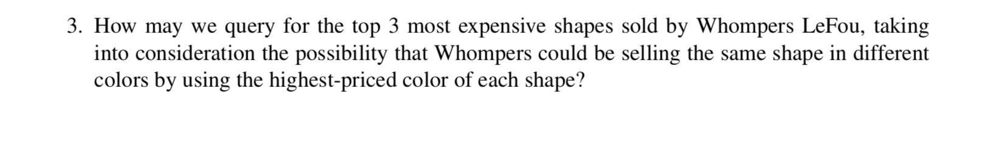 3. How may we query for the top 3 most expensive shapes sold by Whompers LeFou, taking
into consideration the possibility that Whompers could be selling the same shape in different
colors by using the highest-priced color of each shape?